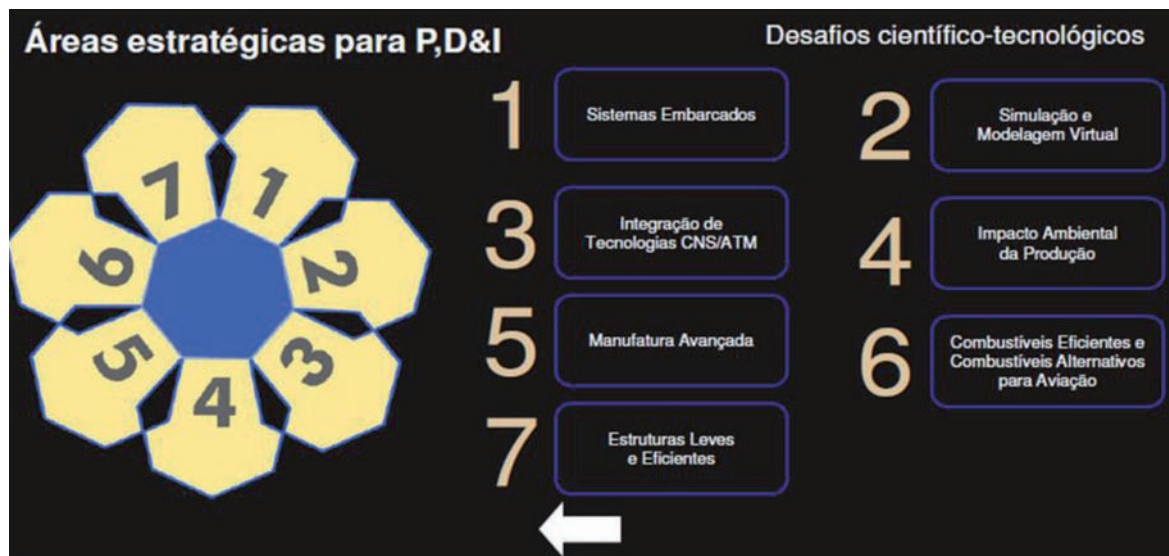 Áreas estratégicas para P,D&I
Desafios científico-tecnológicos
7
1
6
2
5
3
4
1
Sistemas Embarcados
2
Simulação e
Modelagem Virtual
3
Integração de
Tecnologias CNS/ATM
4
Impacto Ambiental
da Produção
5
Manufatura Avançada
6
Combustíveis Eficientes e
Combustíveis Alternativos
para Aviação
7
Estruturas Leves
e Eficientes